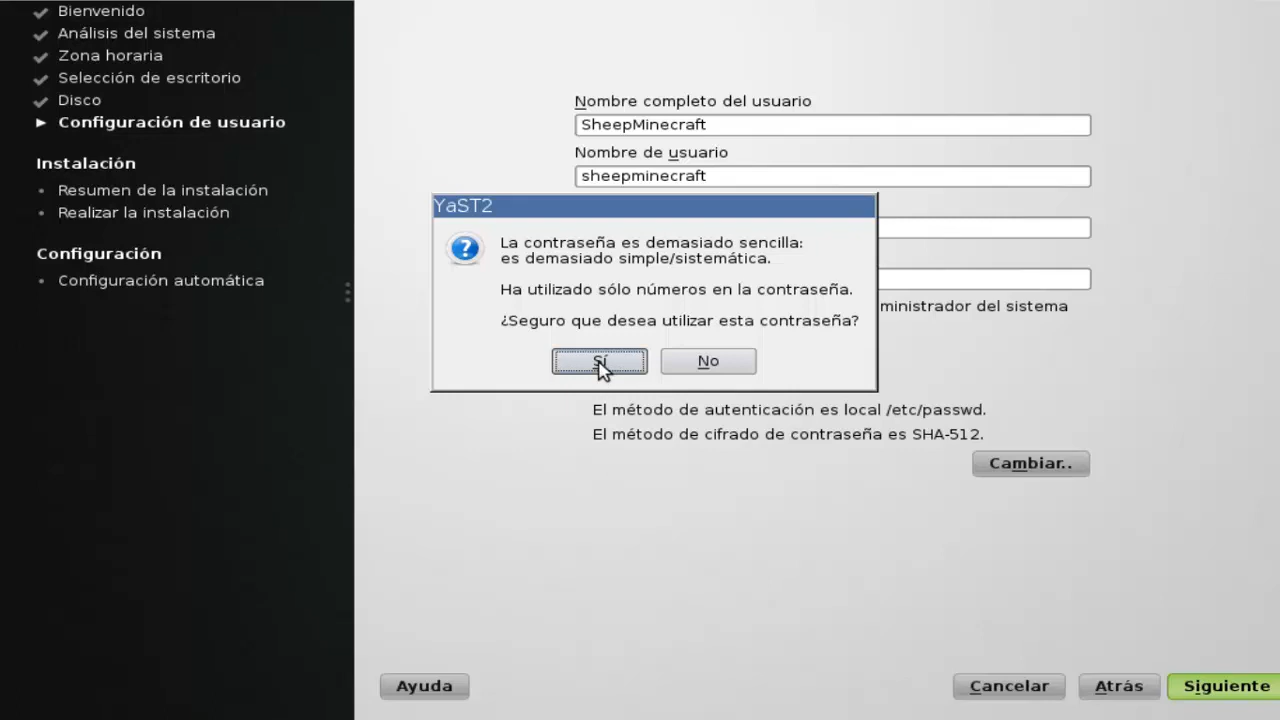 Bienvenido
Análisis del sistema
Zona horaria
Selección de escritorio
Disco
Configuración de usuario
Instalación
Resumen de la instalación
Realizar la instalación
Configuración
Configuración automática
Nombre completo del usuario
SheepMinecraft
Nombre de usuario
sheepminecraft
YaST2
La contraseña es demasiado sencilla:
es demasiado simple/sistemática.
Ha utilizado sólo números en la contraseña.
¿Seguro que desea utilizar esta contraseña?
Sí
No
ministrador del sistema
El método de autenticación es local /etc/passwd.
El método de cifrado de contraseña es SHA-512.
Cambiar..
Ayuda
Cancelar
Atrás
Siguiente